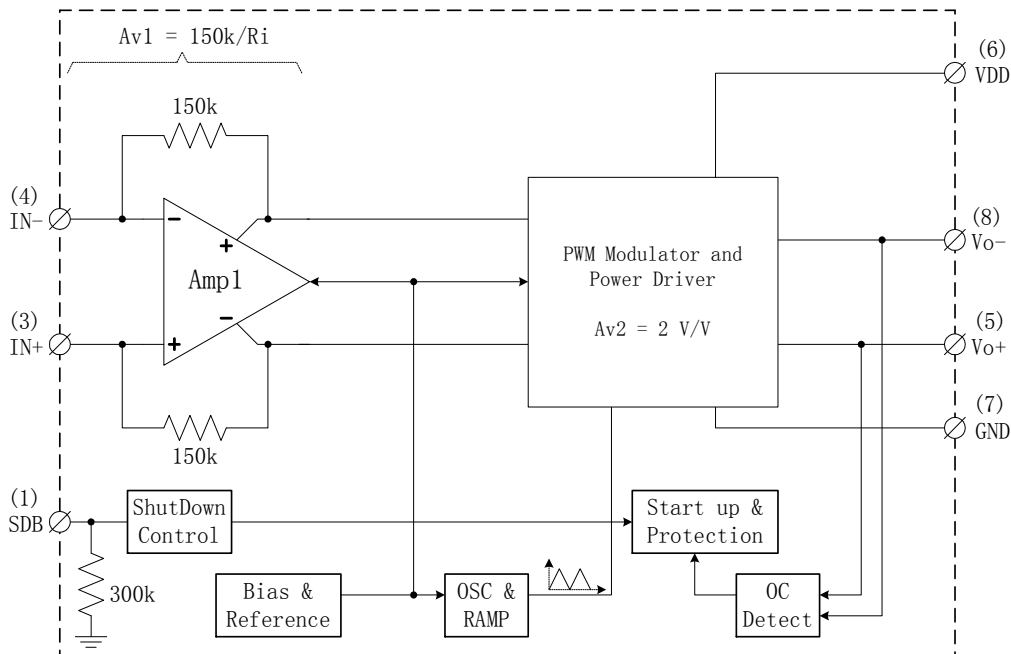 Av1 = 150k/Ri
(6)
VDD
150k
(4)
IN-
(8)
Vo-
−
+
Amp1
PWM Modulator and
Power Driver
Av2 = 2 V/V
(3)
IN+
−
+
(5)
Vo+
150k
(7)
GND
(1)
SDB
ShutDown
Control
Start up &
Protection
300k
Bias &
Reference
OSC &
RAMP
OC
Detect